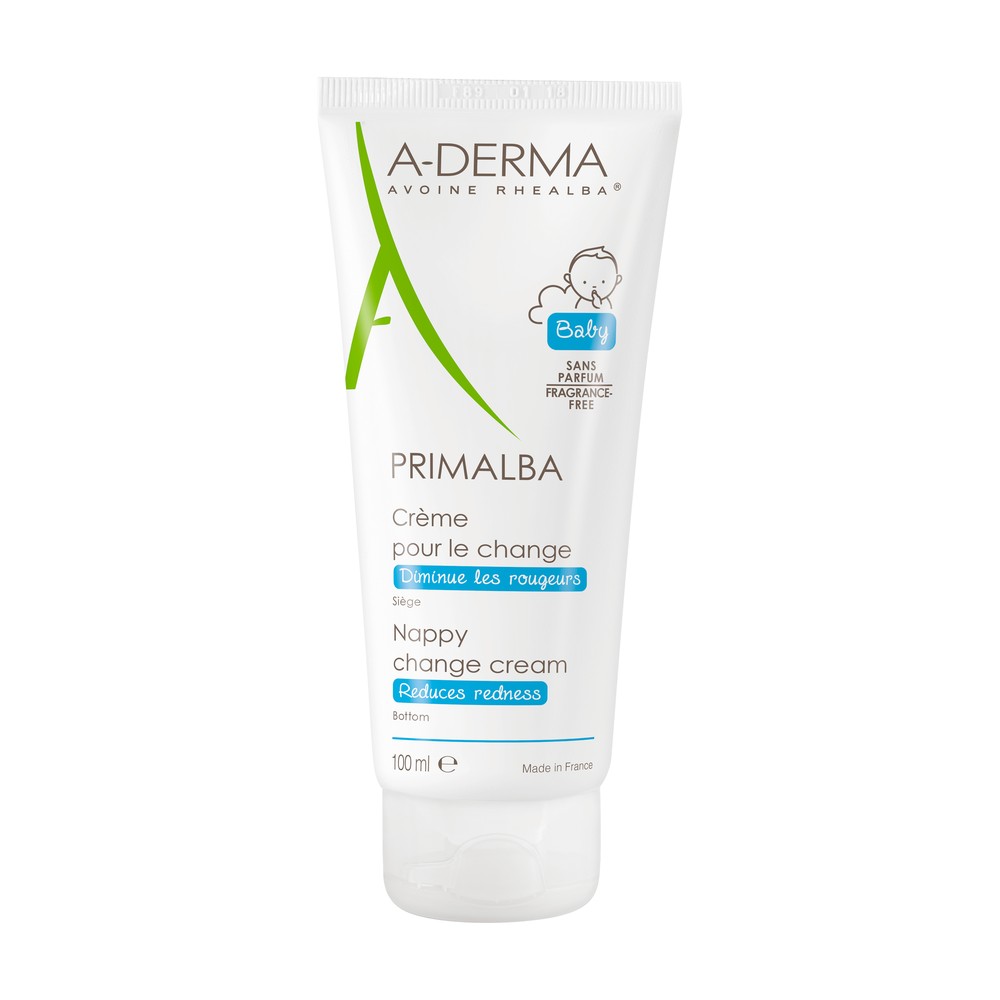 A-DERMA
AVOINE RHEALBA®
Baby
SANS
PARFUM
FRAGRANCE-
FREE
PRIMALBA
Crème
pour le change
Diminue les rougeurs
Siège
Nappy
change cream
Reduces redness
Bottom
100 ml ℮
Made in France